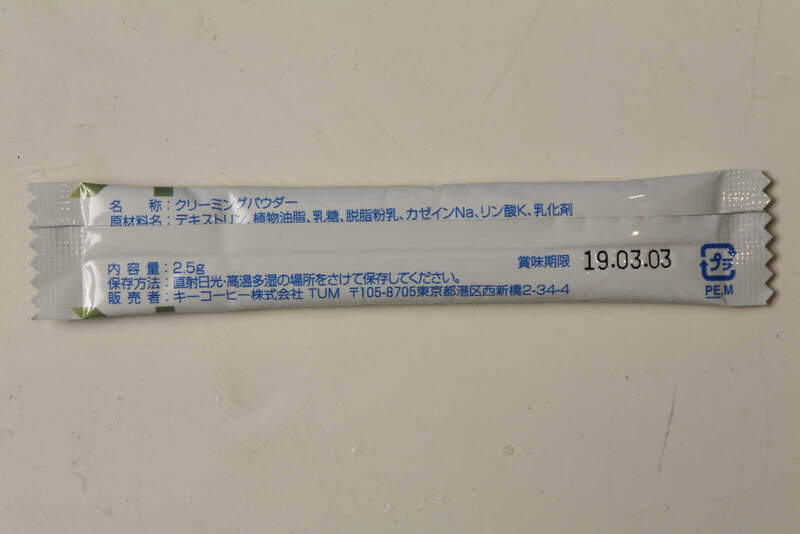 名　称：クリーミングパウダー
原材料名：デキストリン、植物油脂、乳糖、脱脂粉乳、カゼインNa、リン酸K、乳化剤
内容量：2.5g
賞味期限 19.03.03
保存方法：直射日光・高温多湿の場所をさけて保存してください。
販売者：キーコーヒー株式会社 TUM 〒105-8705東京都港区西新橋2-34-4
プラ
PE,M